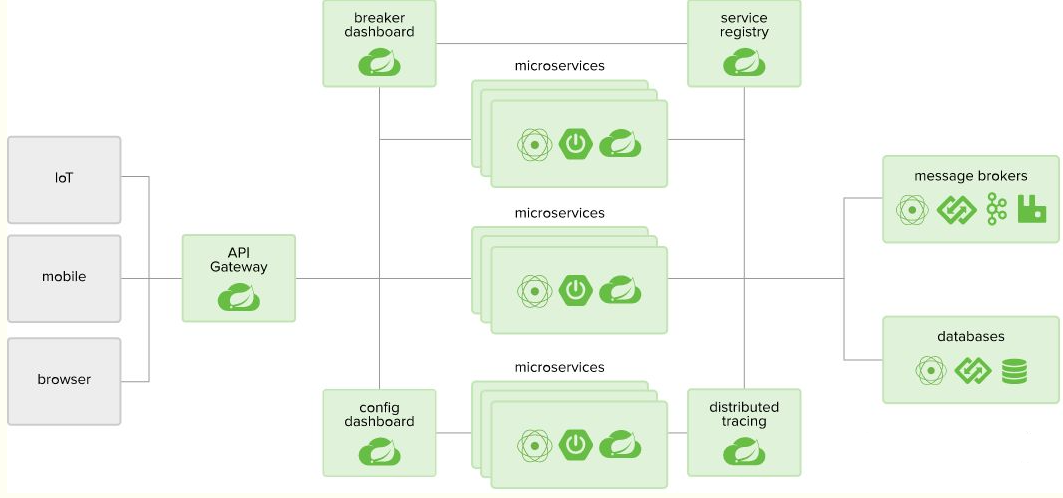 breaker
dashboard
service
registry
microservices
IoT
mobile
browser
API
Gateway
microservices
message brokers
databases
microservices
config
dashboard
distributed
tracing